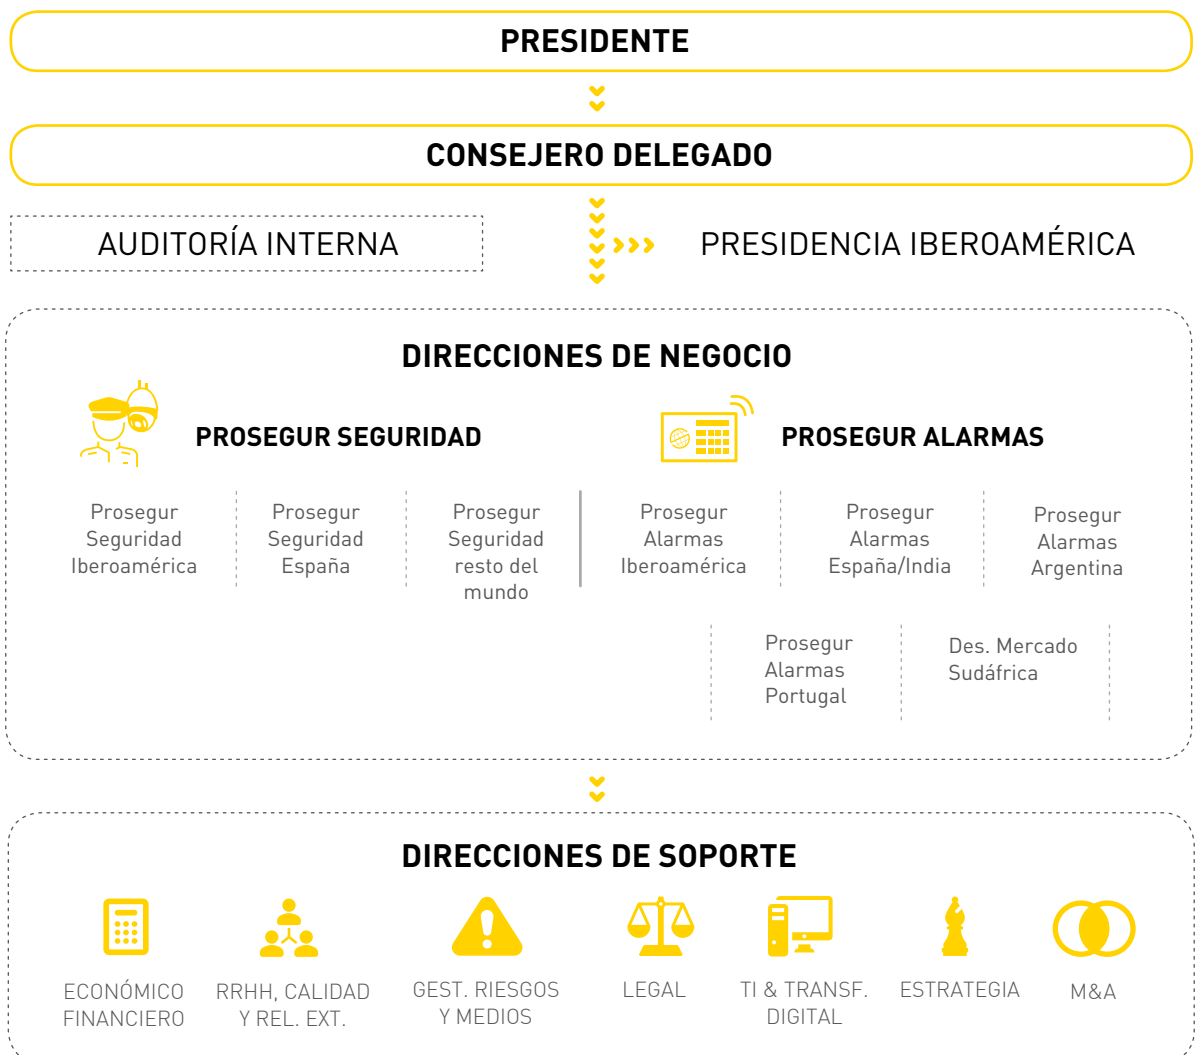 PRESIDENTE
CONSEJERO DELEGADO
AUDITORÍA INTERNA
PRESIDENCIA IBEROAMÉRICA
DIRECCIONES DE NEGOCIO
PROSEGUR SEGURIDAD
PROSEGUR ALARMAS
Prosegur
Seguridad
Iberoamérica
Prosegur
Seguridad
España
Prosegur
Seguridad
resto del
mundo
Prosegur
Alarmas
Iberoamérica
Prosegur
Alarmas
España/India
Prosegur
Alarmas
Argentina
Prosegur
Alarmas
Portugal
Des. Mercado
Sudáfrica
DIRECCIONES DE SOPORTE
ECONÓMICO
FINANCIERO
RRHH, CALIDAD
Y REL. EXT.
GEST. RIESGOS
Y MEDIOS
LEGAL
TI & TRANSF.
DIGITAL
ESTRATEGIA
M&A